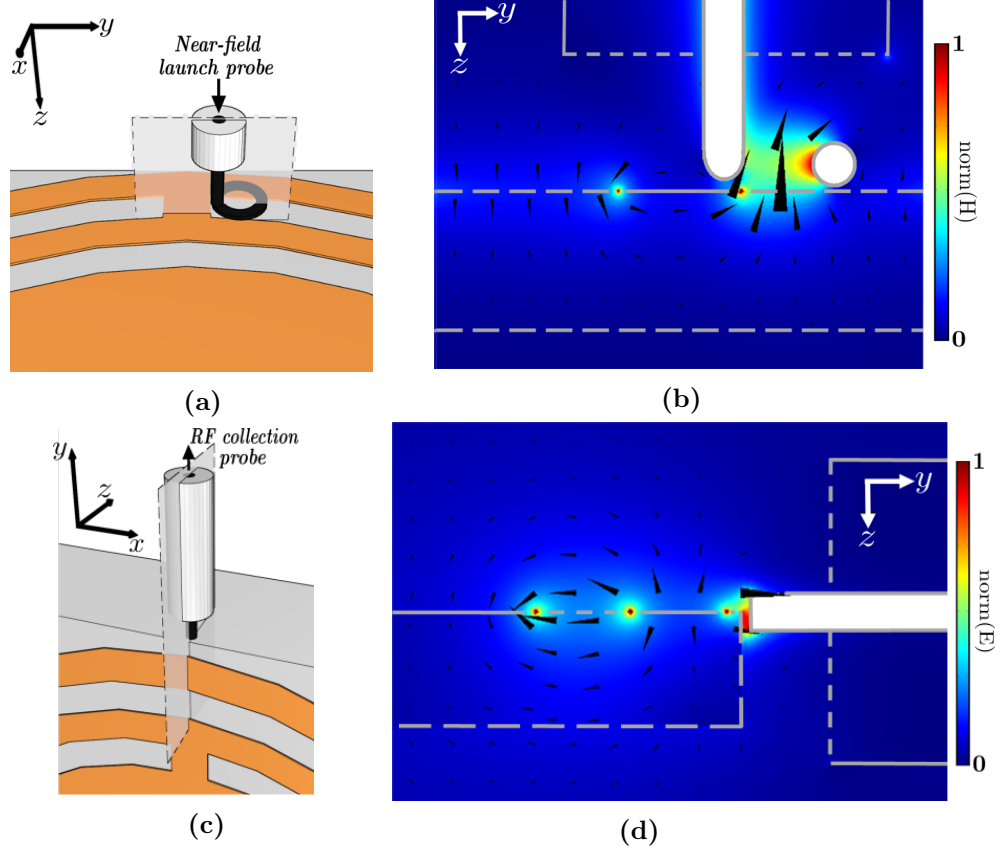 y
x
z
Near-field
launch probe
(a)
y
z
1
norm(H)
0
(b)
y
z
x
RF collection
probe
(c)
y
z
1
norm(E)
0
(d)